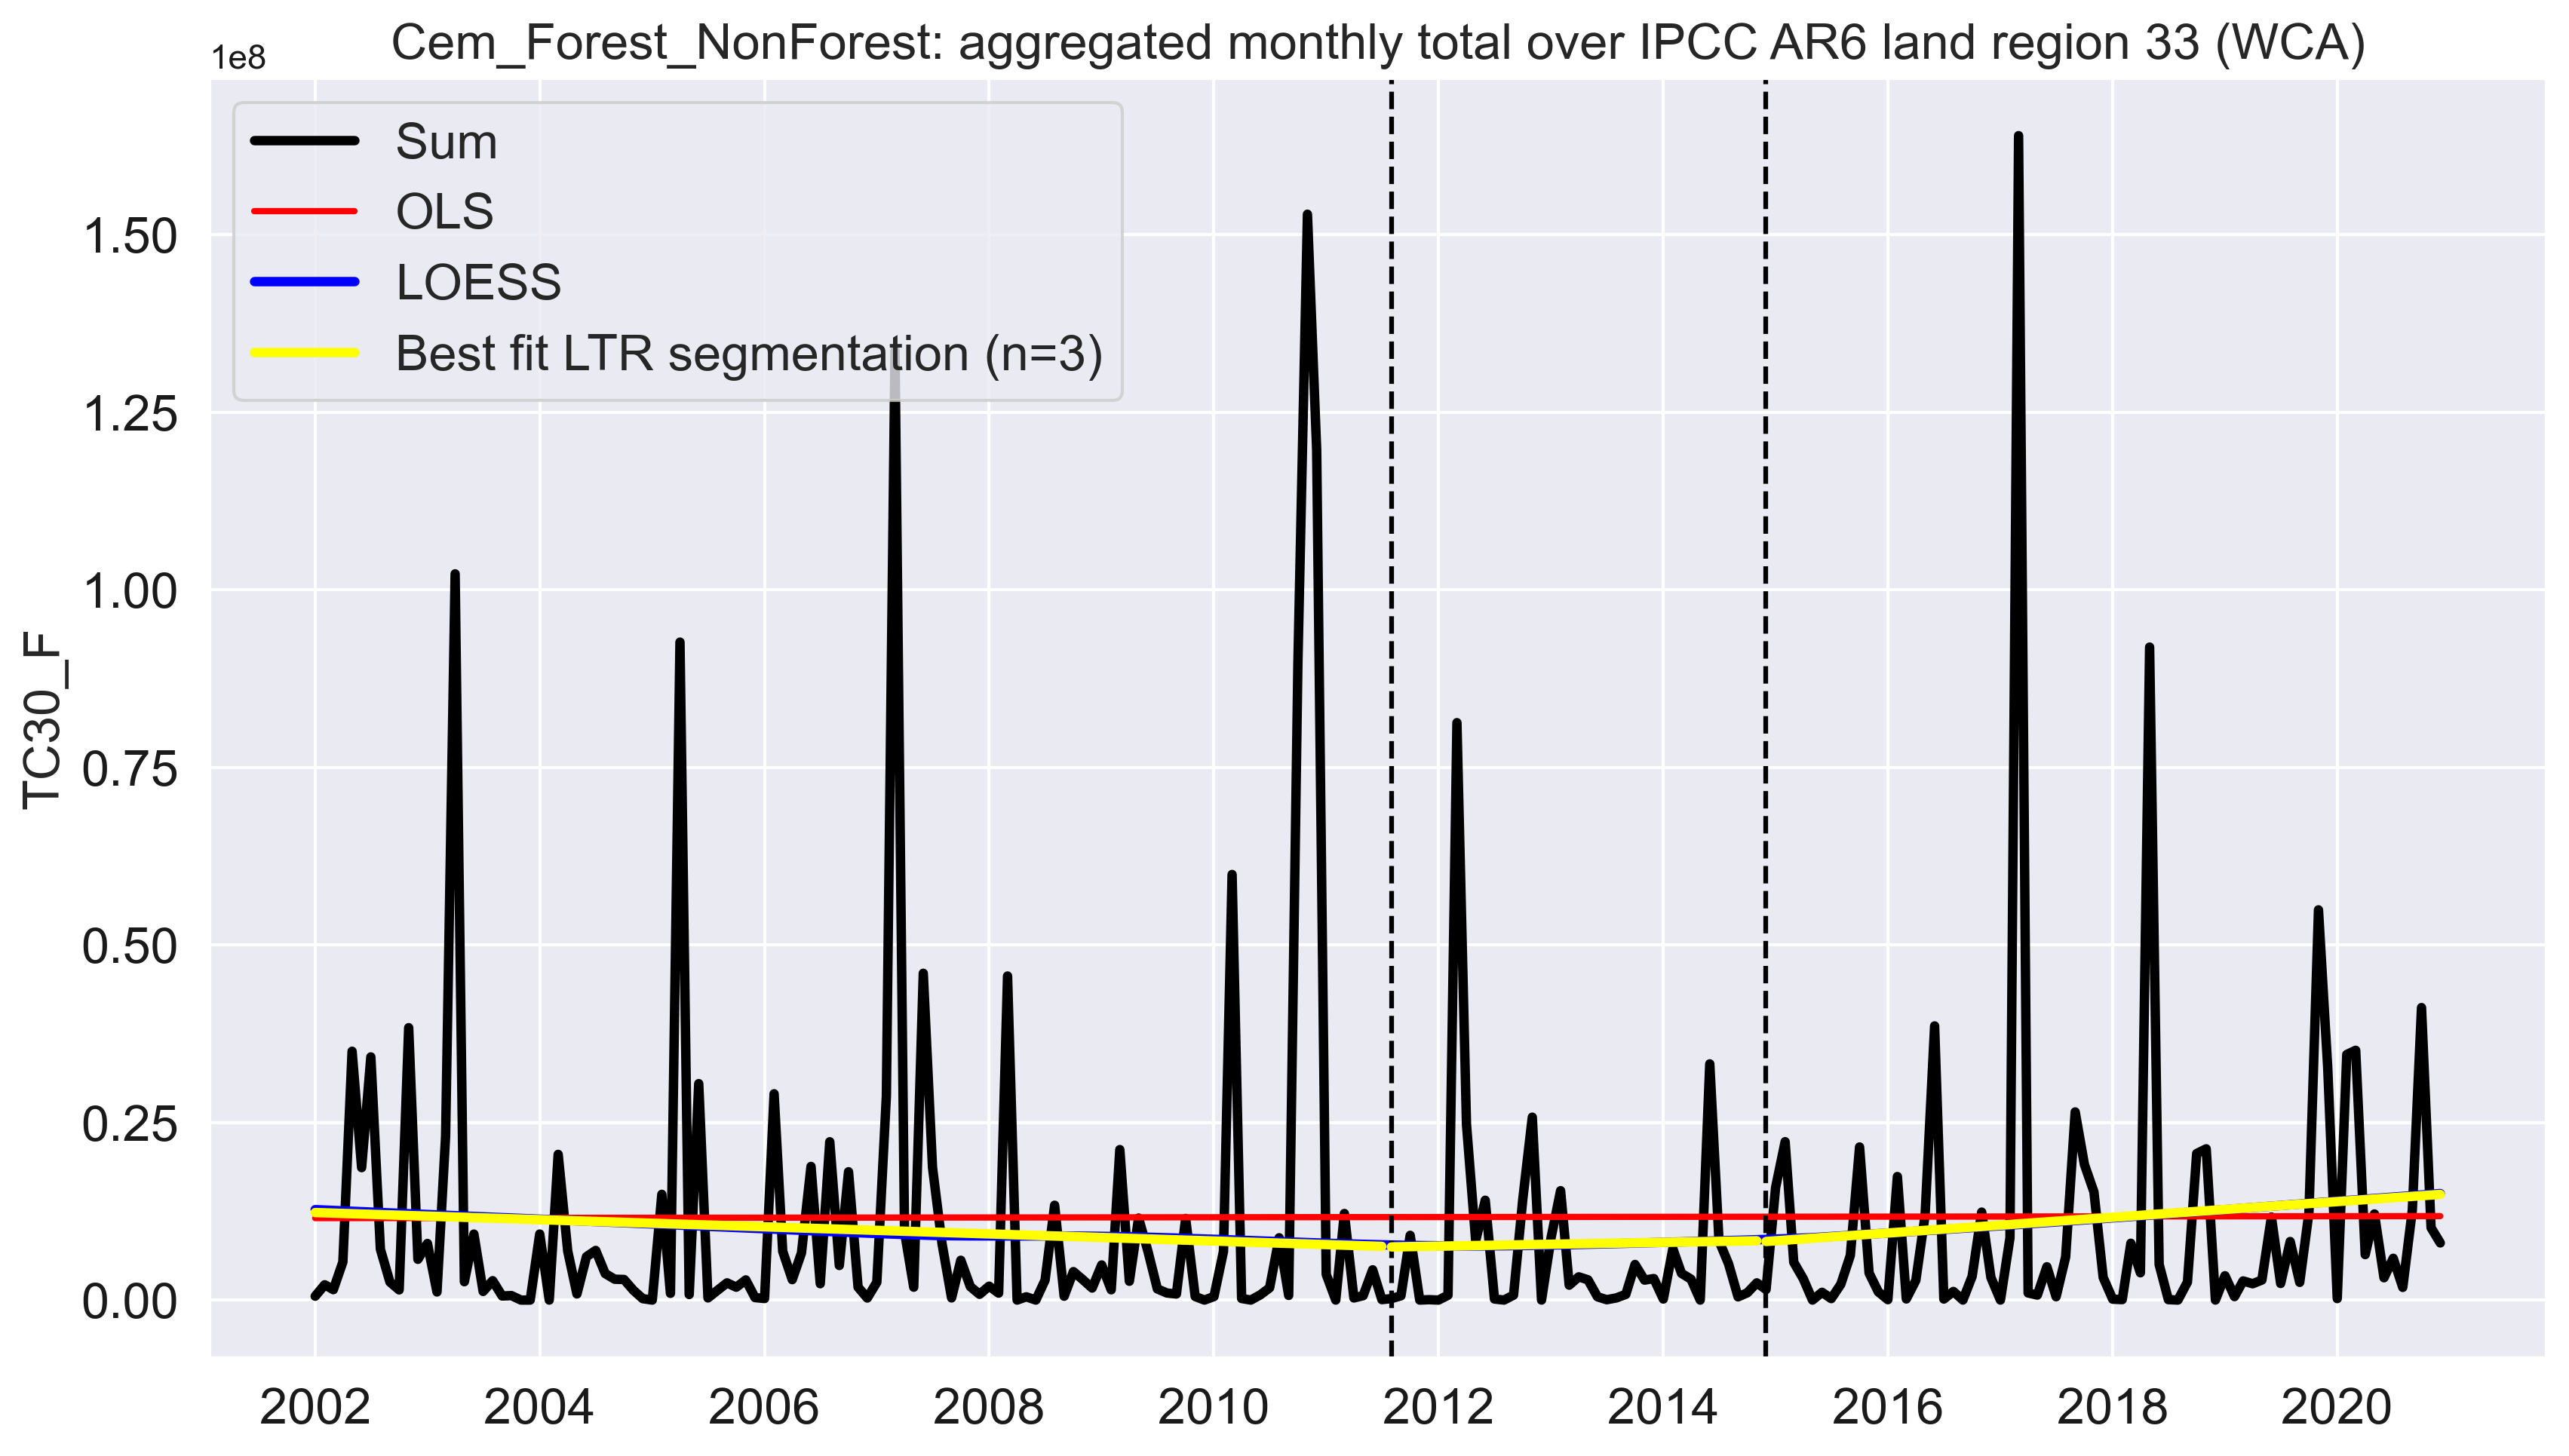 Cem_Forest_NonForest: aggregated monthly total over IPCC AR6 land region 33 (WCA)
1e8
Sum
OLS
LOESS
Best fit LTR segmentation (n=3)
1.50
1.25
1.00
0.75
0.50
0.25
0.00
TC30_F
2002 2004 2006 2008 2010 2012 2014 2016 2018 2020